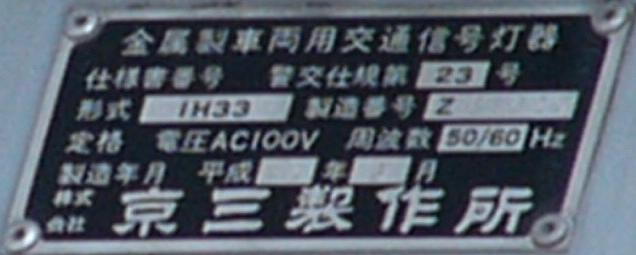 金属製車両用交通信号灯器
仕様書番号 警交仕規第 23 号
形式 1H33 製造番号 Z
定格 電圧AC100V 周波数 50/60 Hz
製造年月 平成 年 月
株式会社 京三製作所